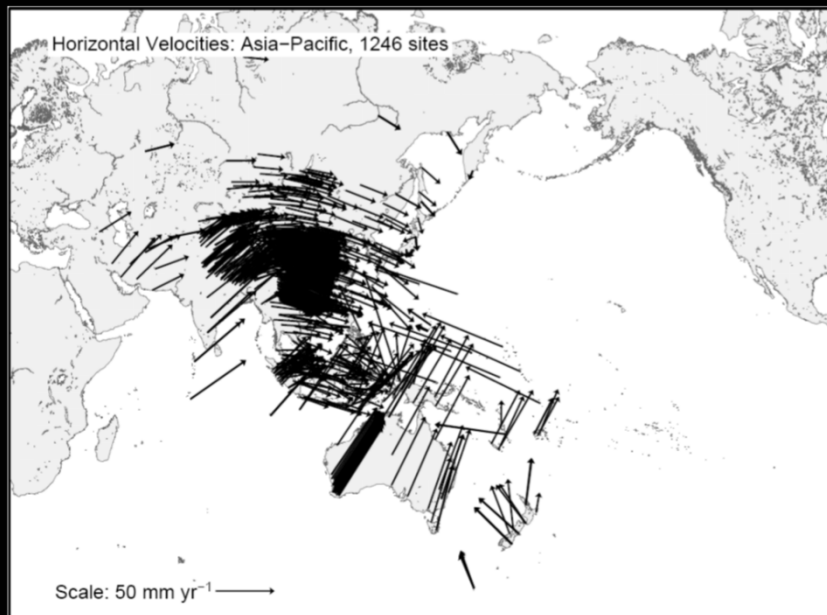 Horizontal Velocities: Asia−Pacific, 1246 sites
Scale: 50 mm yr⁻¹